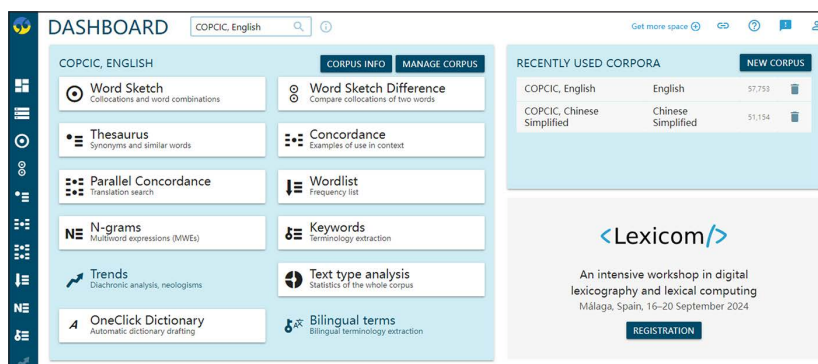 DASHBOARD
COPCIC, English
Get more space
COPCIC, ENGLISH
CORPUS INFO
MANAGE CORPUS
Word Sketch
Collocations and word combinations
Word Sketch Difference
Compare collocations of two words
Thesaurus
Synonyms and similar words
Concordance
Examples of use in context
Parallel Concordance
Translation search
Wordlist
Frequency list
N-grams
Multiword expressions (MWEs)
Keywords
Terminology extraction
Trends
Diachronic analysis, neologisms
Text type analysis
Statistics of the whole corpus
OneClick Dictionary
Automatic dictionary drafting
Bilingual terms
Bilingual terminology extraction
RECENTLY USED CORPORA
NEW CORPUS
COPCIC, English English 57,753
COPCIC, Chinese Chinese 51,154
Simplified Simplified
<Lexicom/>
An intensive workshop in digital
lexicography and lexical computing
Málaga, Spain, 16–20 September 2024
REGISTRATION